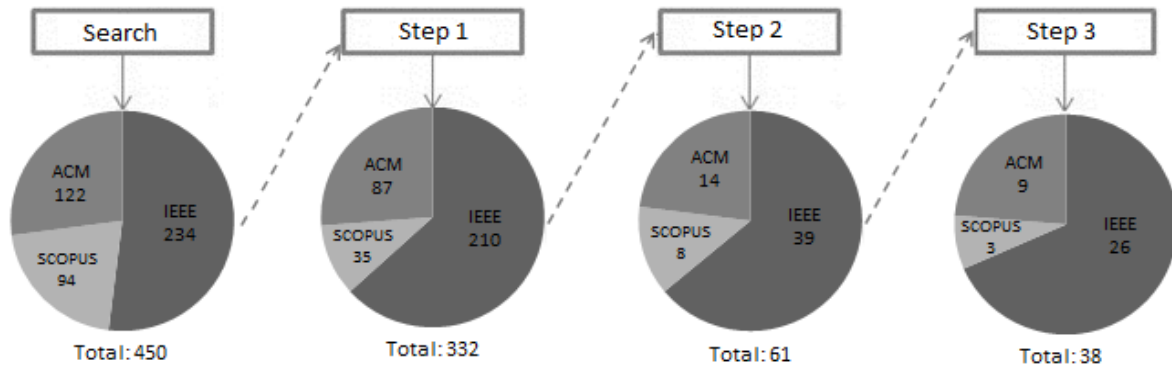 Search
Step 1
Step 2
Step 3
ACM
122
IEEE
234
SCOPUS
94
Total: 450
ACM
87
IEEE
210
SCOPUS
35
Total: 332
ACM
14
IEEE
39
SCOPUS
8
Total: 61
ACM
9
IEEE
26
SCOPUS
3
Total: 38